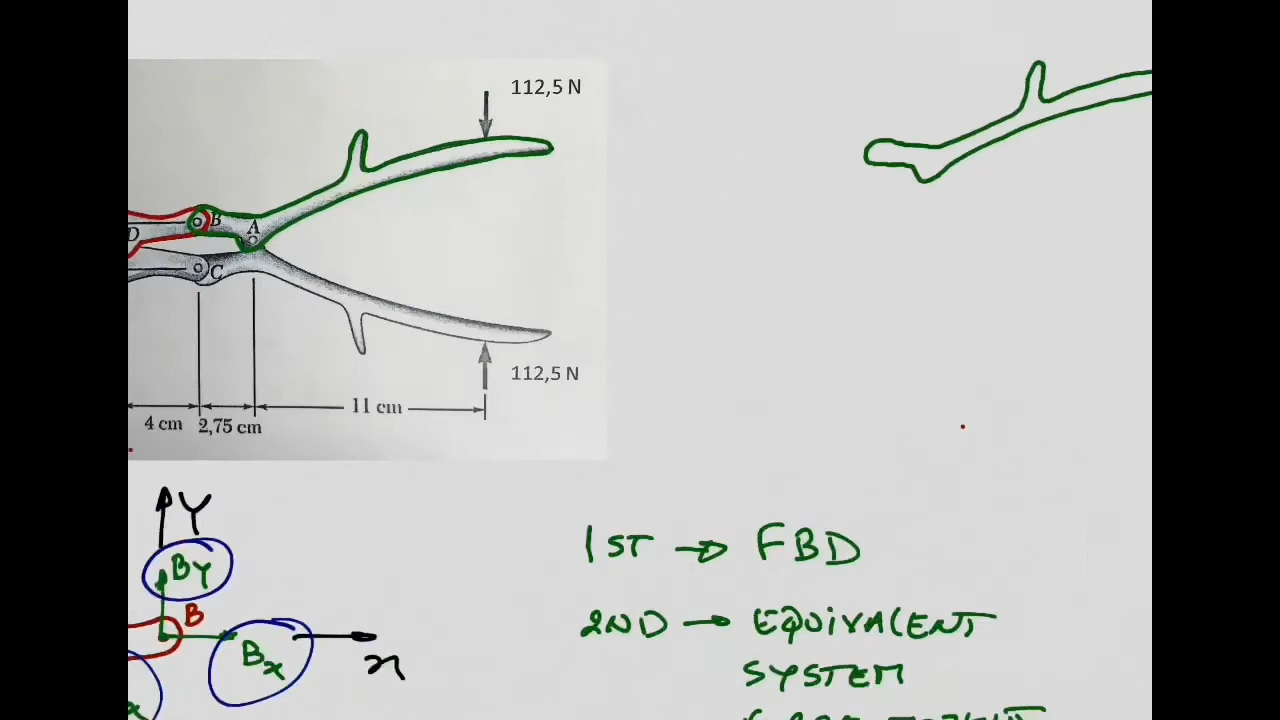 112,5 N
B
A
D
C
112,5 N
11 cm
4 cm
2,75 cm
Y
By
B
Bx
x
1ST → FBD
2ND → EQUIVALENT
SYSTEM